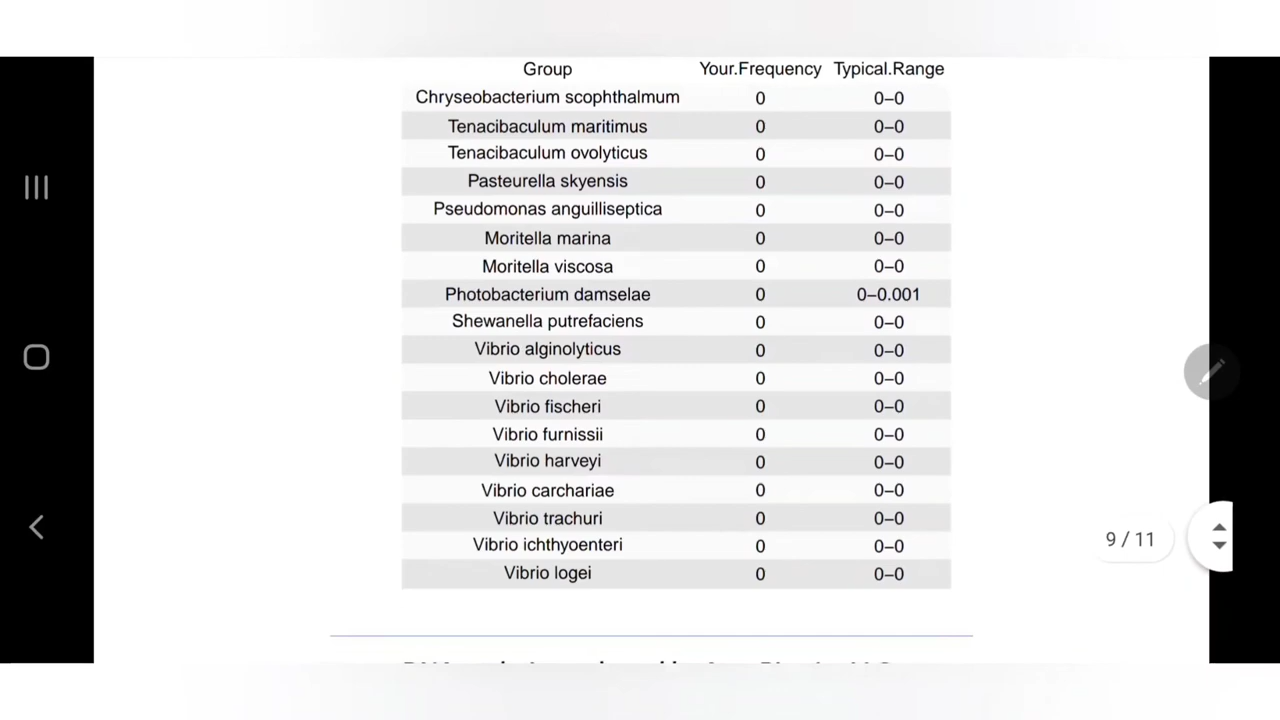 Group Your.Frequency Typical.Range
Chryseobacterium scophthalmum 0 0–0
Tenacibaculum maritimus 0 0–0
Tenacibaculum ovolyticus 0 0–0
Pasteurella skyensis 0 0–0
Pseudomonas anguilliseptica 0 0–0
Moritella marina 0 0–0
Moritella viscosa 0 0–0
Photobacterium damselae 0 0–0.001
Shewanella putrefaciens 0 0–0
Vibrio alginolyticus 0 0–0
Vibrio cholerae 0 0–0
Vibrio fischeri 0 0–0
Vibrio furnissii 0 0–0
Vibrio harveyi 0 0–0
Vibrio carchariae 0 0–0
Vibrio trachuri 0 0–0
Vibrio ichthyoenteri 0 0–0
Vibrio logei 0 0–0
9 / 11